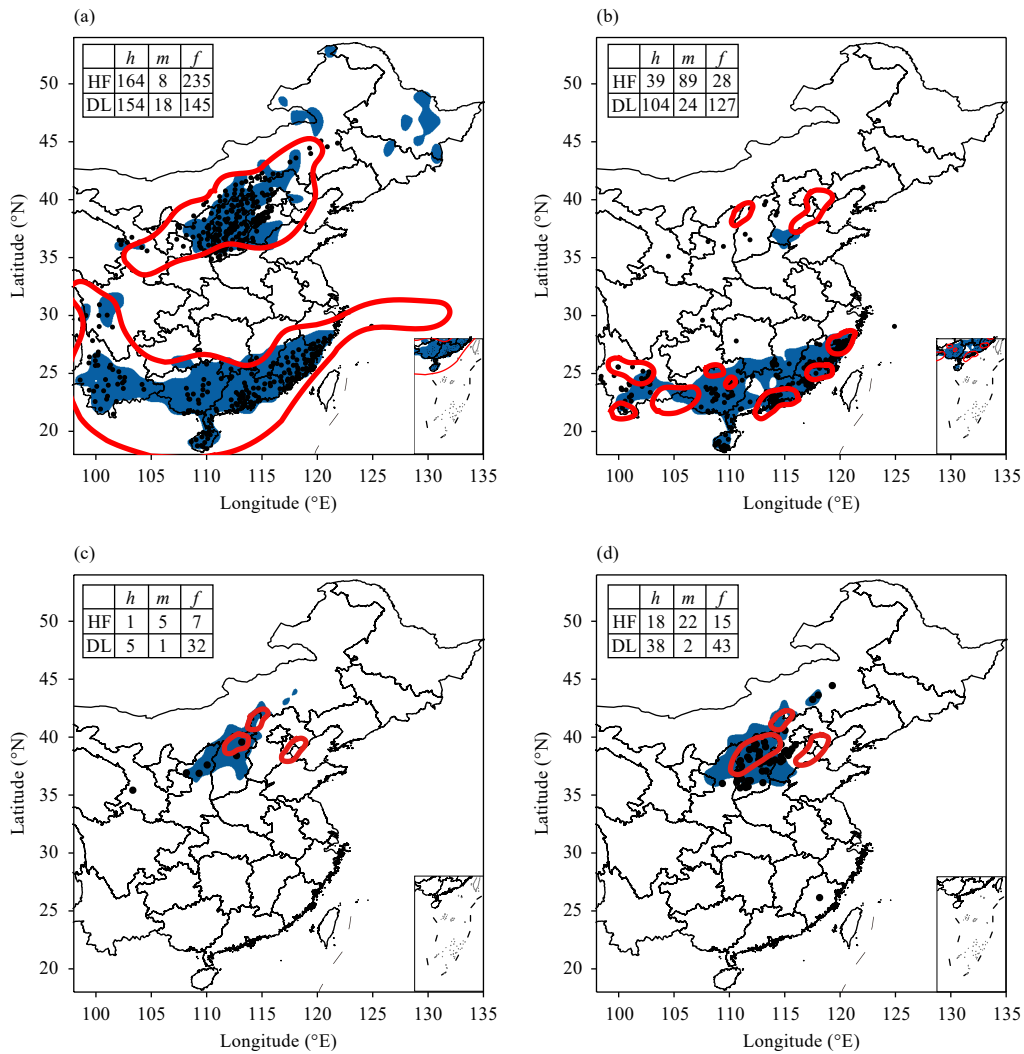 (a)
h m f
HF 164 8 235
DL 154 18 145
50
45
40
35
30
25
20
Latitude (°N)
100 105 110 115 120 125 130 135
Longitude (°E)
(b)
h m f
HF 39 89 28
DL 104 24 127
50
45
40
35
30
25
20
Latitude (°N)
100 105 110 115 120 125 130 135
Longitude (°E)
(c)
h m f
HF 1 5 7
DL 5 1 32
50
45
40
35
30
25
20
Latitude (°N)
100 105 110 115 120 125 130 135
Longitude (°E)
(d)
h m f
HF 18 22 15
DL 38 2 43
50
45
40
35
30
25
20
Latitude (°N)
100 105 110 115 120 125 130 135
Longitude (°E)